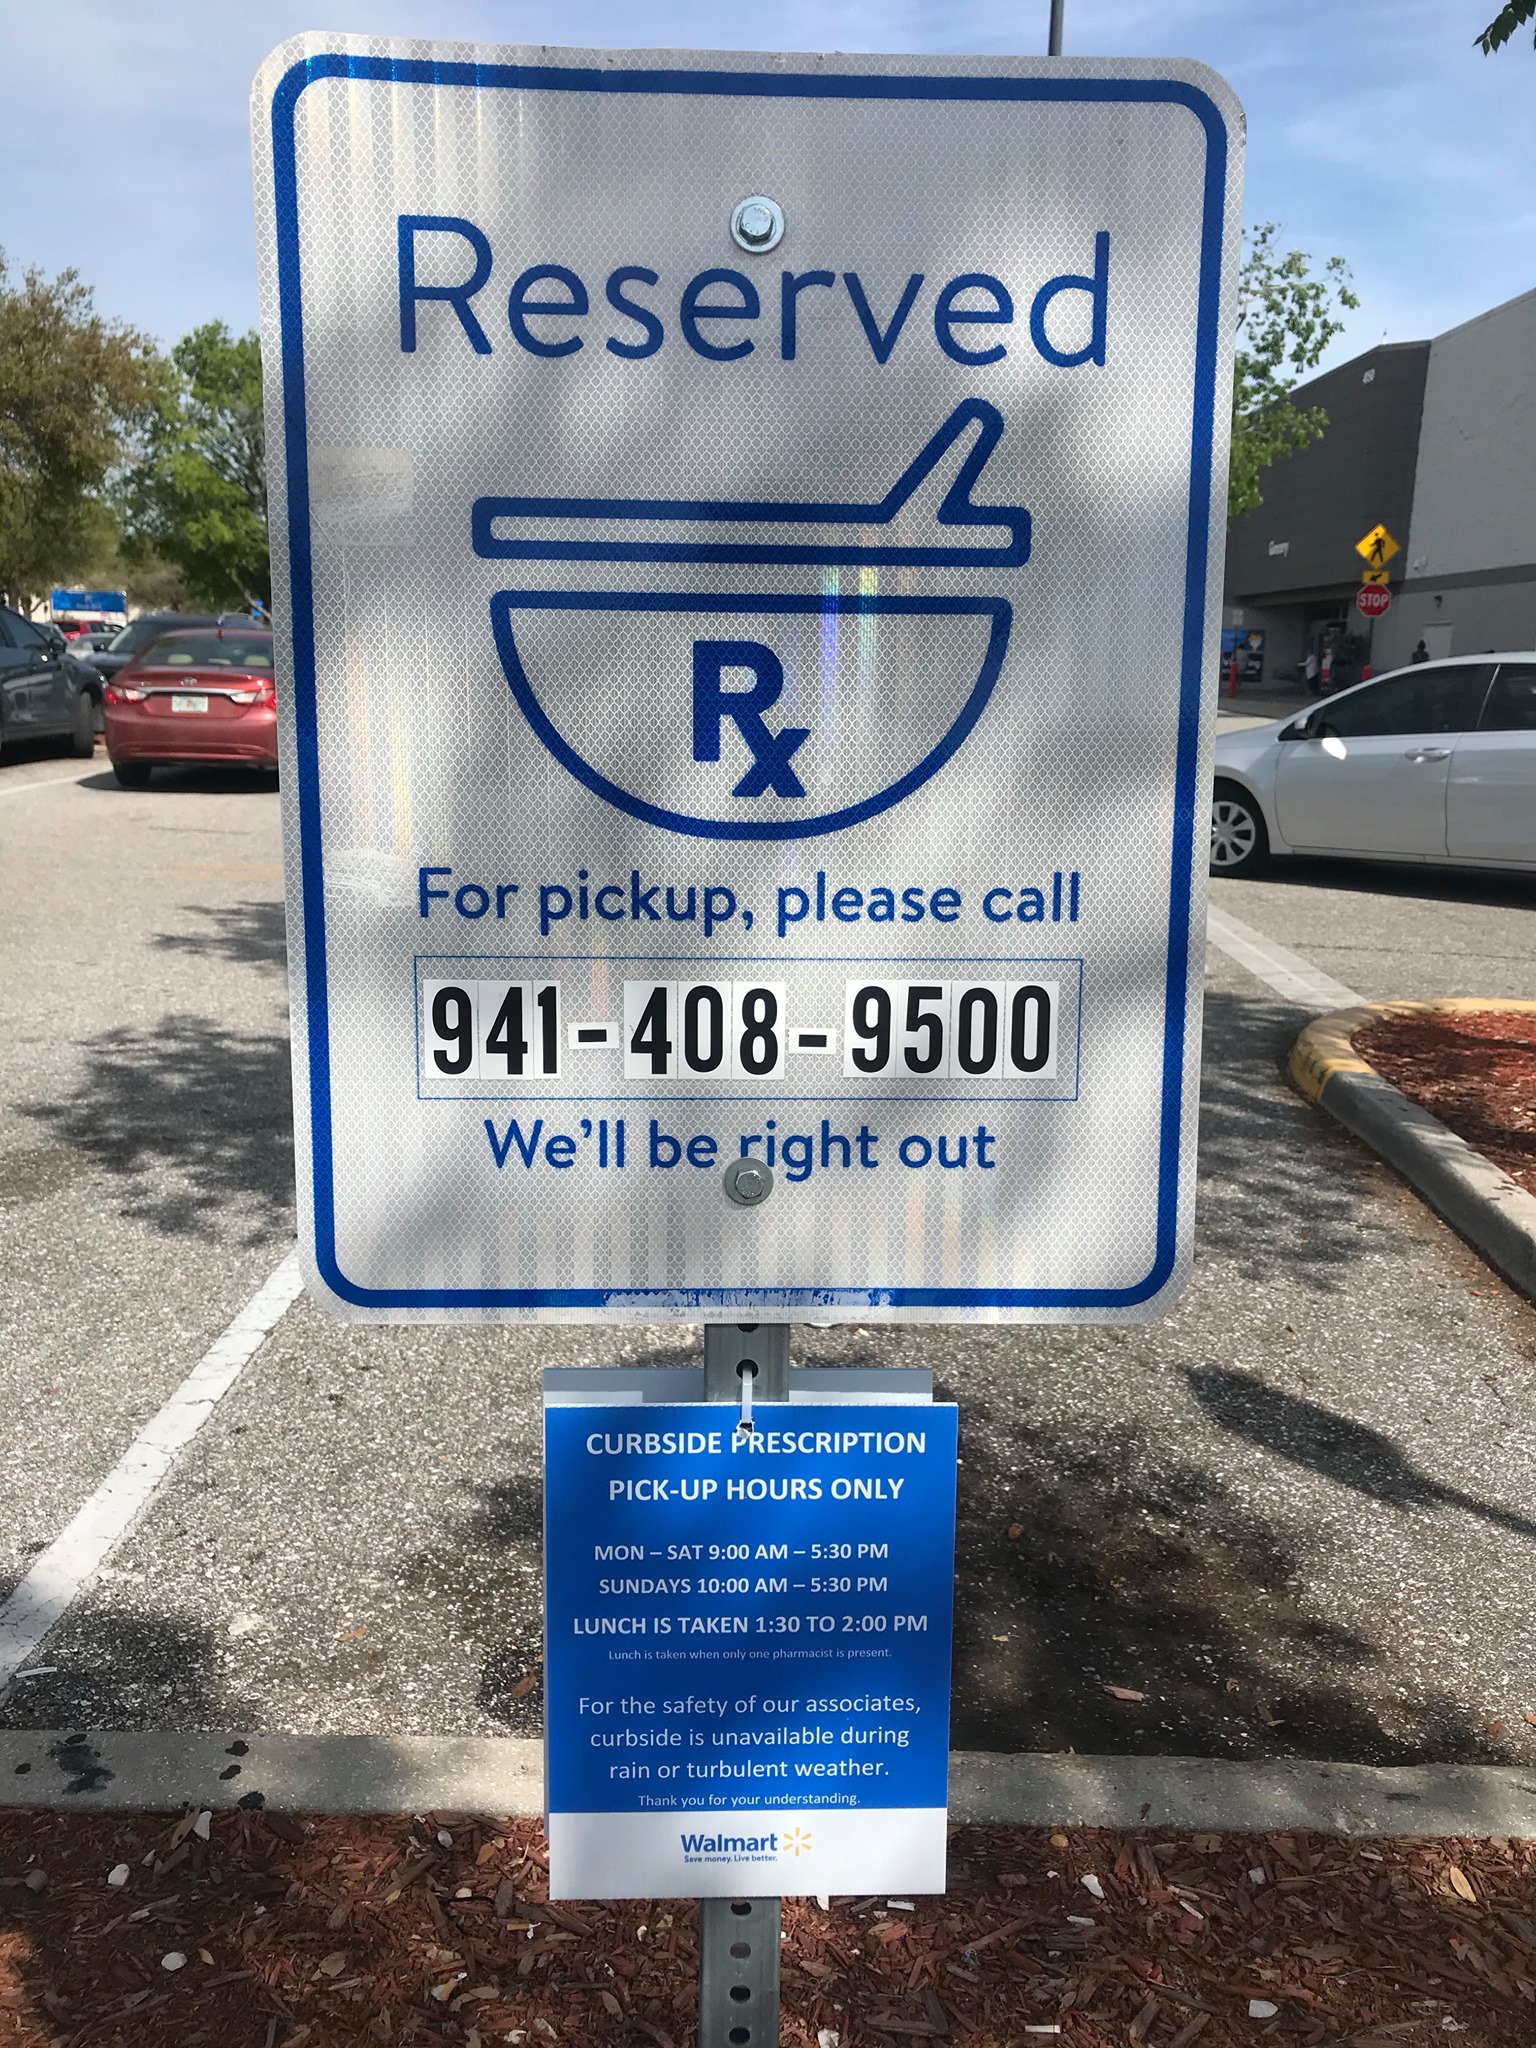 Reserved
Rx
For pickup, please call
941-408-9500
We'll be right out
CURBSIDE PRESCRIPTION
PICK-UP HOURS ONLY
MON – SAT 9:00 AM – 5:30 PM
SUNDAYS 10:00 AM – 5:30 PM
LUNCH IS TAKEN 1:30 TO 2:00 PM
Lunch is taken when only one pharmacist is present.
For the safety of our associates,
curbside is unavailable during
rain or turbulent weather.
Thank you for your understanding.
Walmart
Save money. Live better.
Grocery
STOP